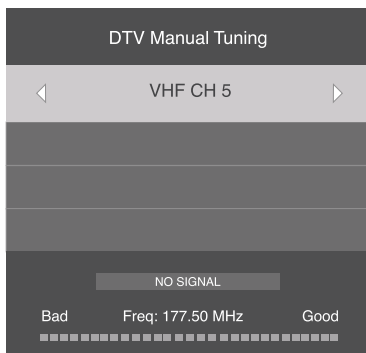 DTV Manual Tuning
VHF CH 5
NO SIGNAL
Bad Freq: 177.50 MHz Good